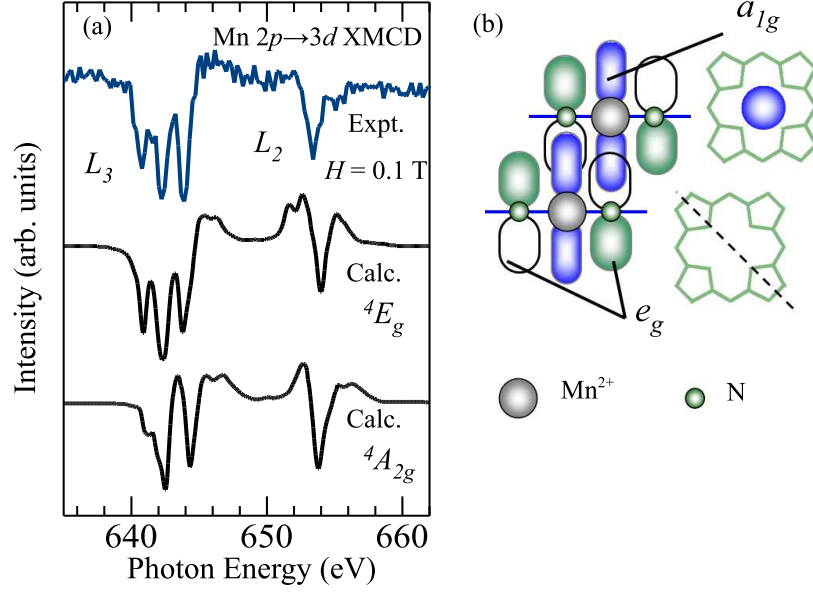 (a)
Mn 2p→3d XMCD
Expt.
L3
L2
H = 0.1 T
Calc.
4Eg
Calc.
4A2g
Intensity (arb. units)
640 650 660
Photon Energy (eV)
(b)
a1g
eg
Mn2+
N